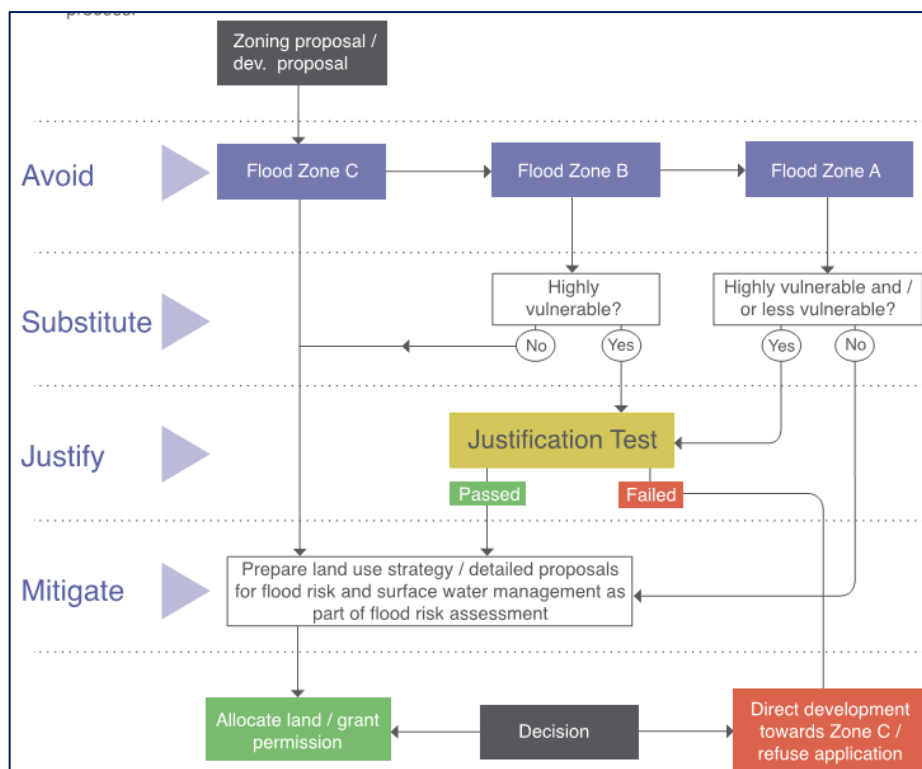 process.
Zoning proposal /
dev. proposal
Avoid
Flood Zone C
Flood Zone B
Flood Zone A
Substitute
Highly
vulnerable?
Highly vulnerable and /
or less vulnerable?
No
Yes
Yes
No
Justify
Justification Test
Passed
Failed
Mitigate
Prepare land use strategy / detailed proposals
for flood risk and surface water management as
part of flood risk assessment
Allocate land / grant
permission
Decision
Direct development
towards Zone C /
refuse application